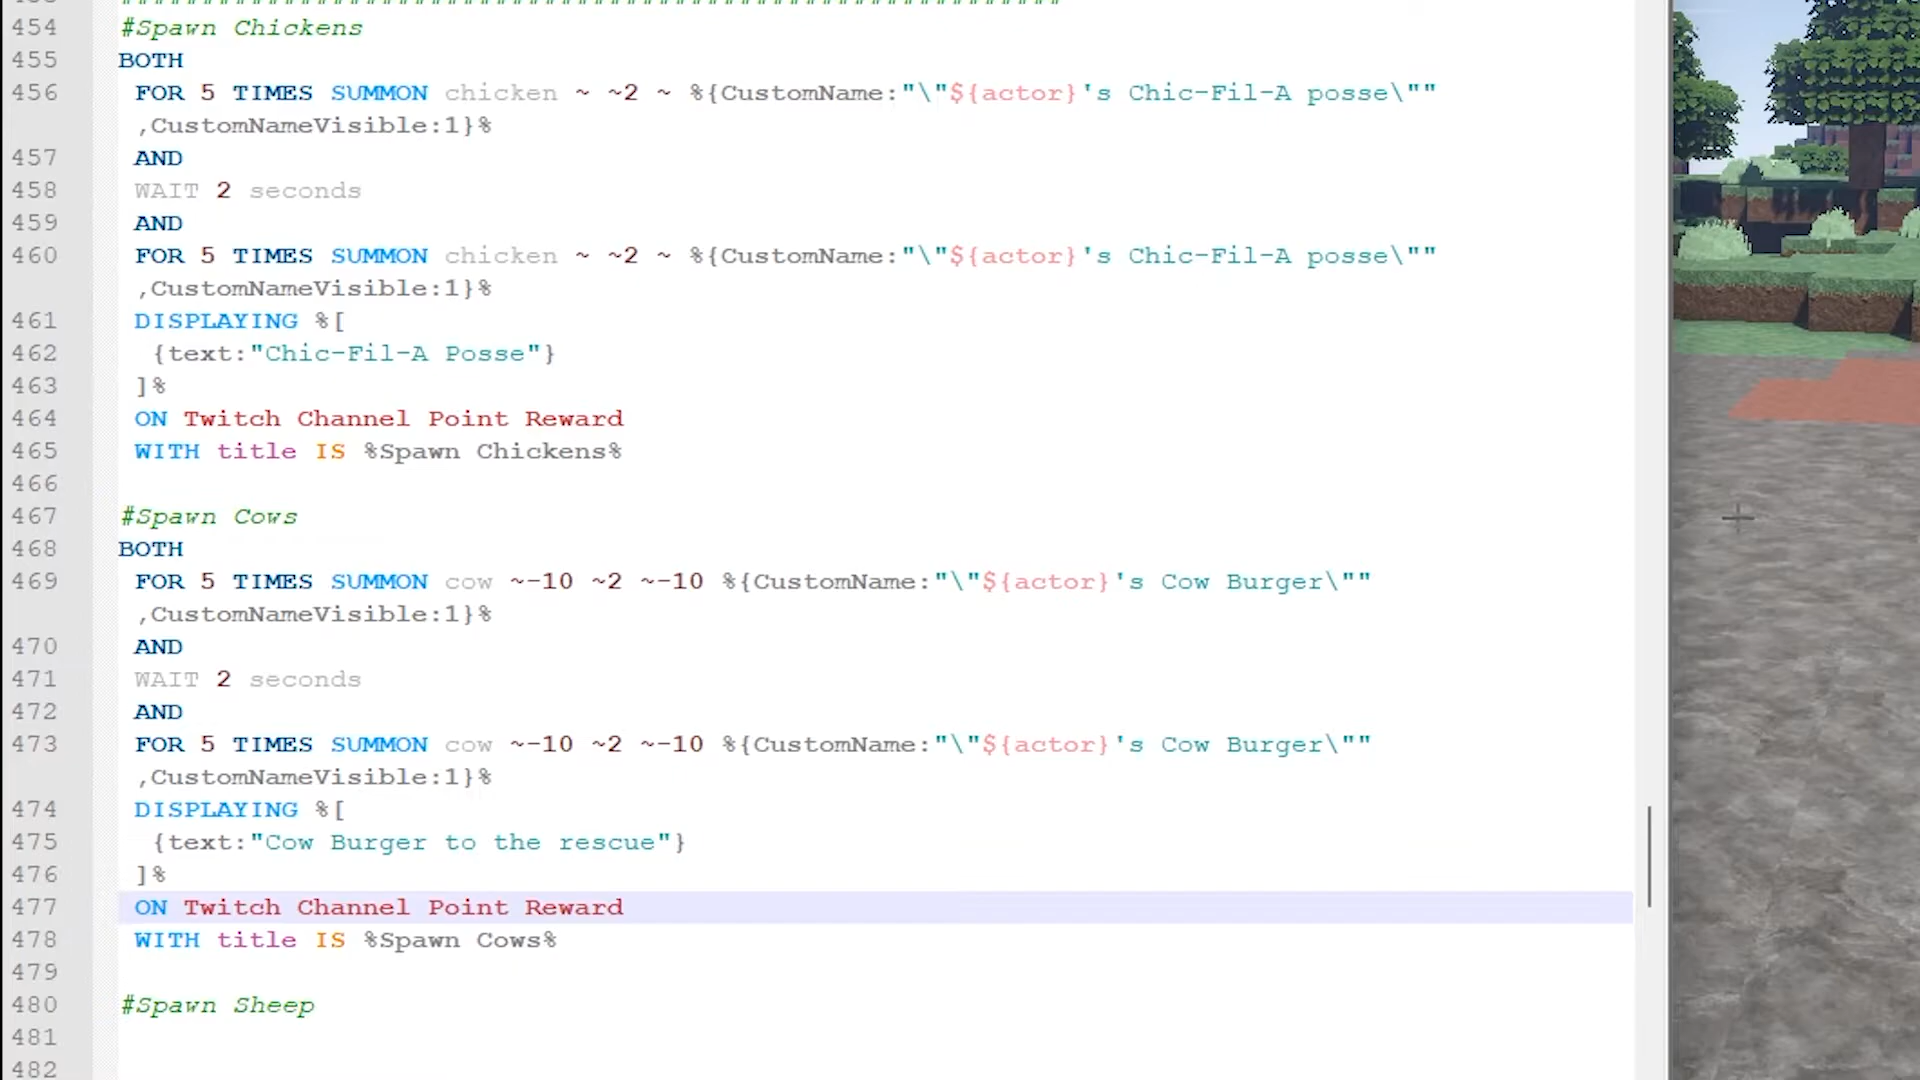 454 #Spawn Chickens
455 BOTH
456 FOR 5 TIMES SUMMON chicken ~ ~2 ~ %{CustomName:"\"${actor}'s Chic-Fil-A posse\""
,CustomNameVisible:1}%
457 AND
458 WAIT 2 seconds
459 AND
460 FOR 5 TIMES SUMMON chicken ~ ~2 ~ %{CustomName:"\"${actor}'s Chic-Fil-A posse\""
,CustomNameVisible:1}%
461 DISPLAYING %[
462 {text:"Chic-Fil-A Posse"}
463 ]%
464 ON Twitch Channel Point Reward
465 WITH title IS %Spawn Chickens%
466
467 #Spawn Cows
468 BOTH
469 FOR 5 TIMES SUMMON cow ~-10 ~2 ~-10 %{CustomName:"\"${actor}'s Cow Burger\""
,CustomNameVisible:1}%
470 AND
471 WAIT 2 seconds
472 AND
473 FOR 5 TIMES SUMMON cow ~-10 ~2 ~-10 %{CustomName:"\"${actor}'s Cow Burger\""
,CustomNameVisible:1}%
474 DISPLAYING %[
475 {text:"Cow Burger to the rescue"}
476 ]%
477 ON Twitch Channel Point Reward
478 WITH title IS %Spawn Cows%
479
480 #Spawn Sheep
481
482